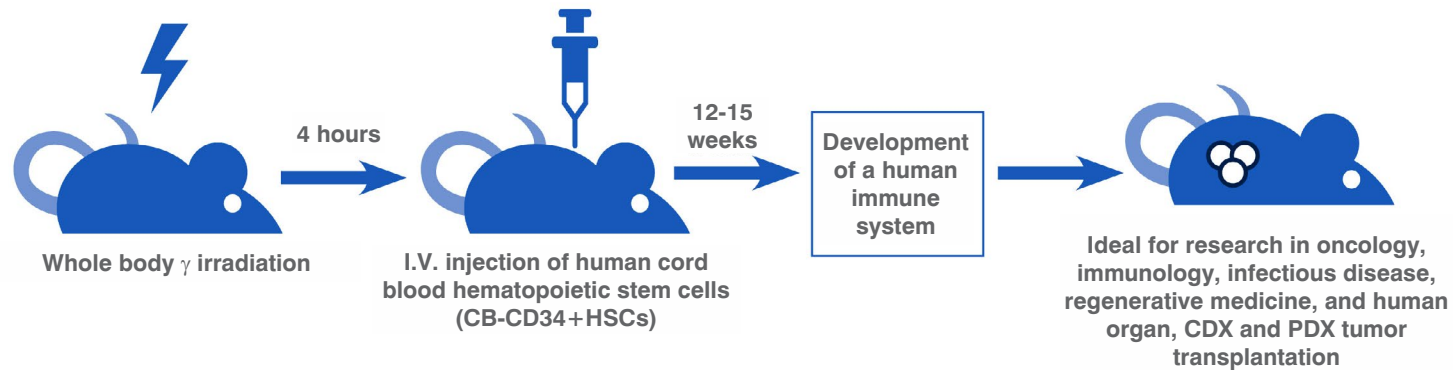 Whole body γ irradiation
4 hours
I.V. injection of human cord
blood hematopoietic stem cells
(CB-CD34+HSCs)
12-15
weeks
Development
of a human
immune
system
Ideal for research in oncology,
immunology, infectious disease,
regenerative medicine, and human
organ, CDX and PDX tumor
transplantation